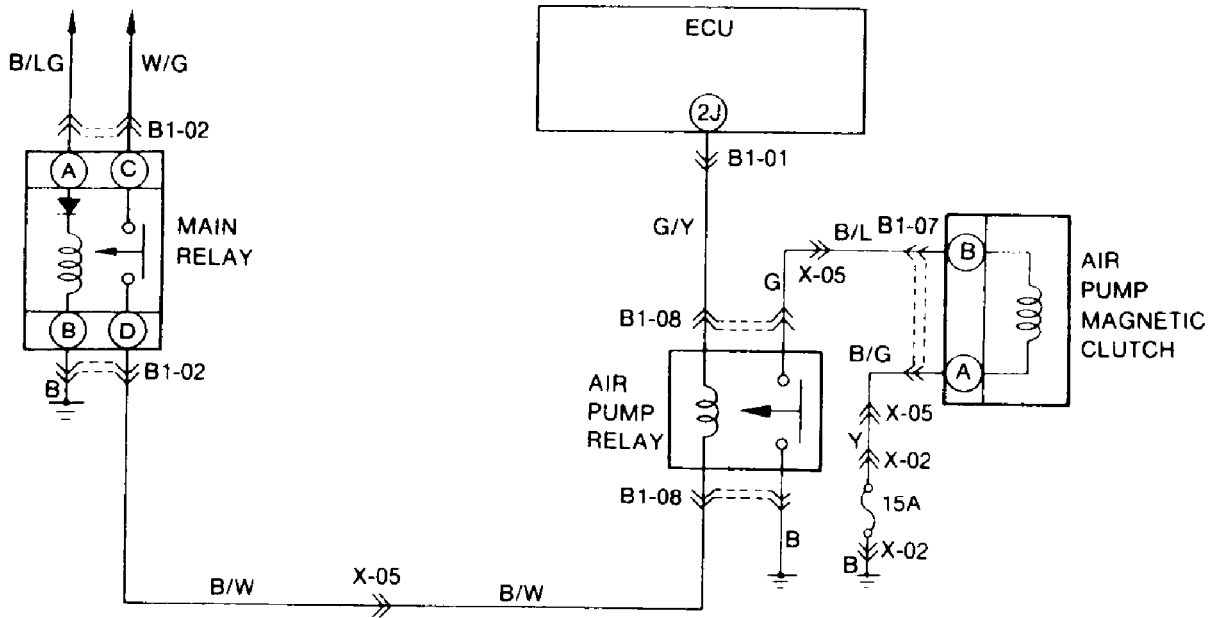 ECU
B/LG
W/G
2J
B1-02
B1-01
A
C
MAIN
RELAY
G/Y
B/L
B1-07
B
X-05
G
AIR
PUMP
MAGNETIC
CLUTCH
B
D
B1-08
B/G
A
B
B1-02
AIR
PUMP
RELAY
X-05
Y
X-02
B1-08
15A
B
X-02
B
B/W
X-05
B/W